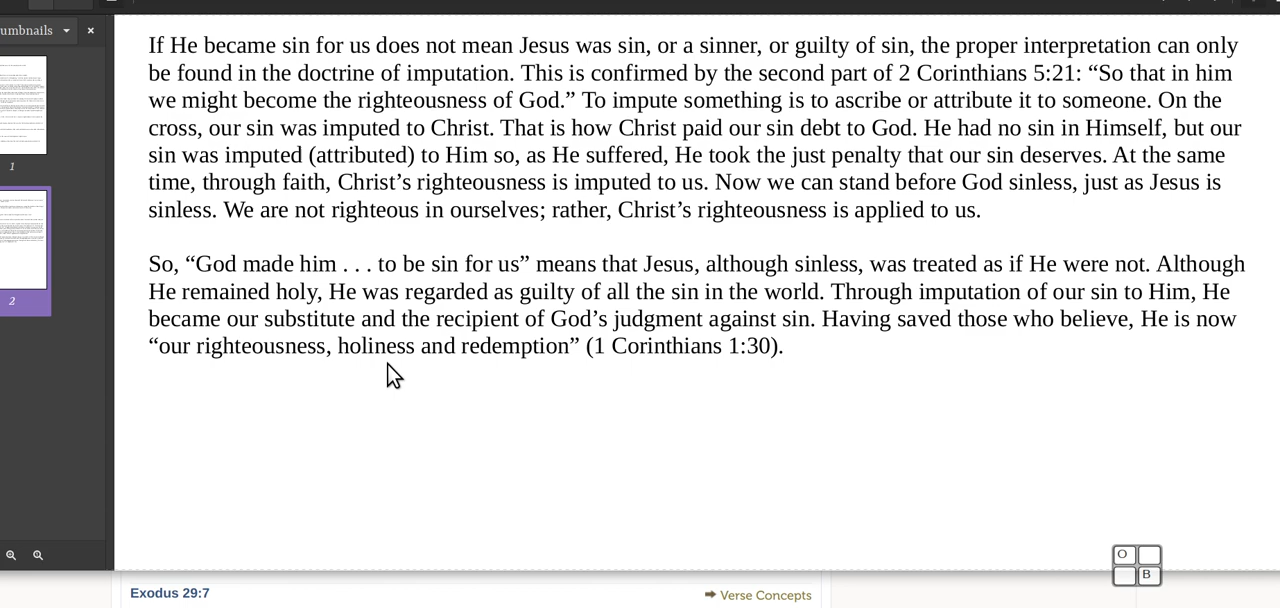 umbnails
If He became sin for us does not mean Jesus was sin, or a sinner, or guilty of sin, the proper interpretation can only
be found in the doctrine of imputation. This is confirmed by the second part of 2 Corinthians 5:21: “So that in him
we might become the righteousness of God.” To impute something is to ascribe or attribute it to someone. On the
cross, our sin was imputed to Christ. That is how Christ paid our sin debt to God. He had no sin in Himself, but our
sin was imputed (attributed) to Him so, as He suffered, He took the just penalty that our sin deserves. At the same
time, through faith, Christ’s righteousness is imputed to us. Now we can stand before God sinless, just as Jesus is
sinless. We are not righteous in ourselves; rather, Christ’s righteousness is applied to us.
So, “God made him . . . to be sin for us” means that Jesus, although sinless, was treated as if He were not. Although
He remained holy, He was regarded as guilty of all the sin in the world. Through imputation of our sin to Him, He
became our substitute and the recipient of God’s judgment against sin. Having saved those who believe, He is now
“our righteousness, holiness and redemption” (1 Corinthians 1:30).
1
2
O
B
Exodus 29:7
Verse Concepts